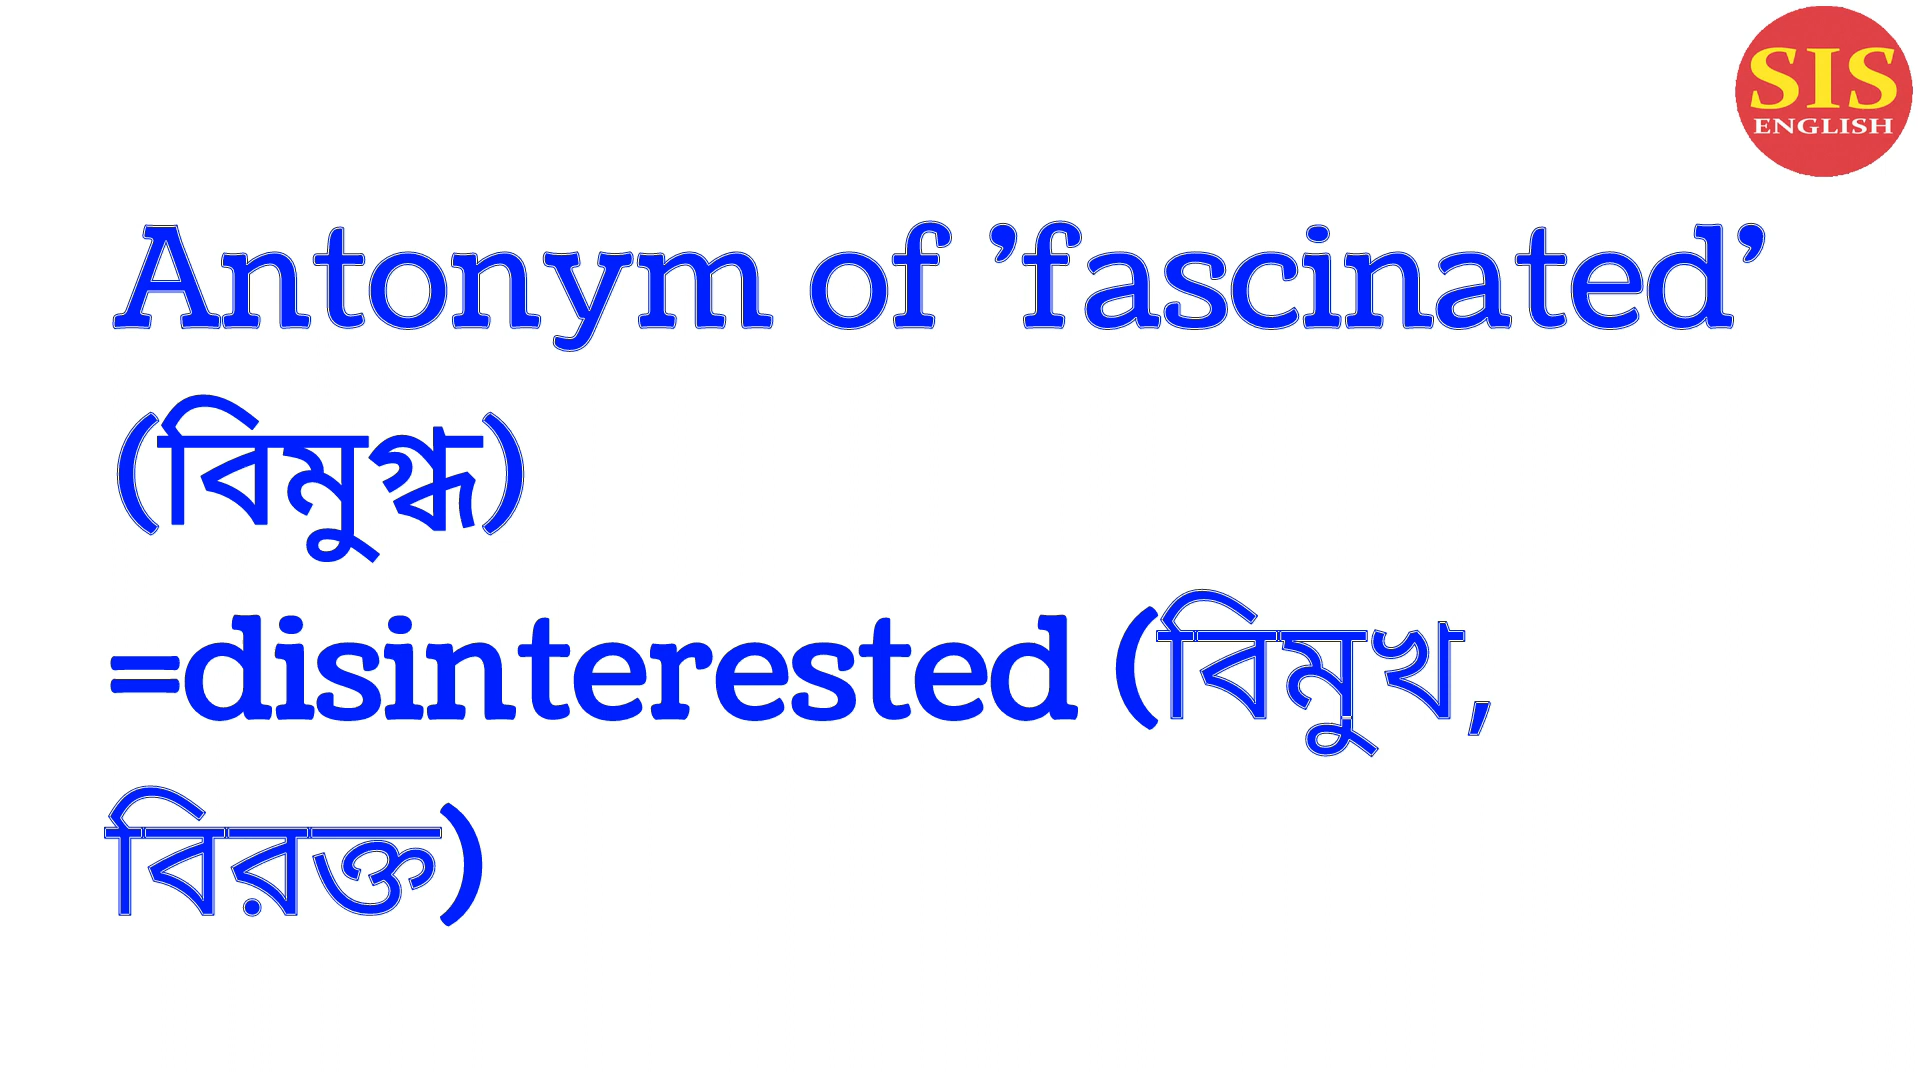 SIS
ENGLISH
Antonym of ’fascinated’
(বিমুগ্ধ)
=disinterested (বিমুখ,
বিরক্ত)